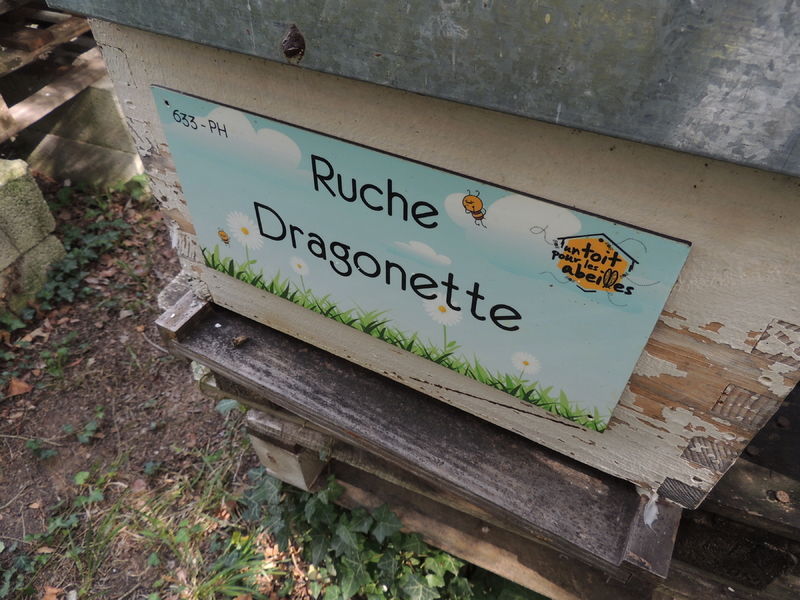 633-PH
Ruche
Dragonette
un toit
pour les
abeilles